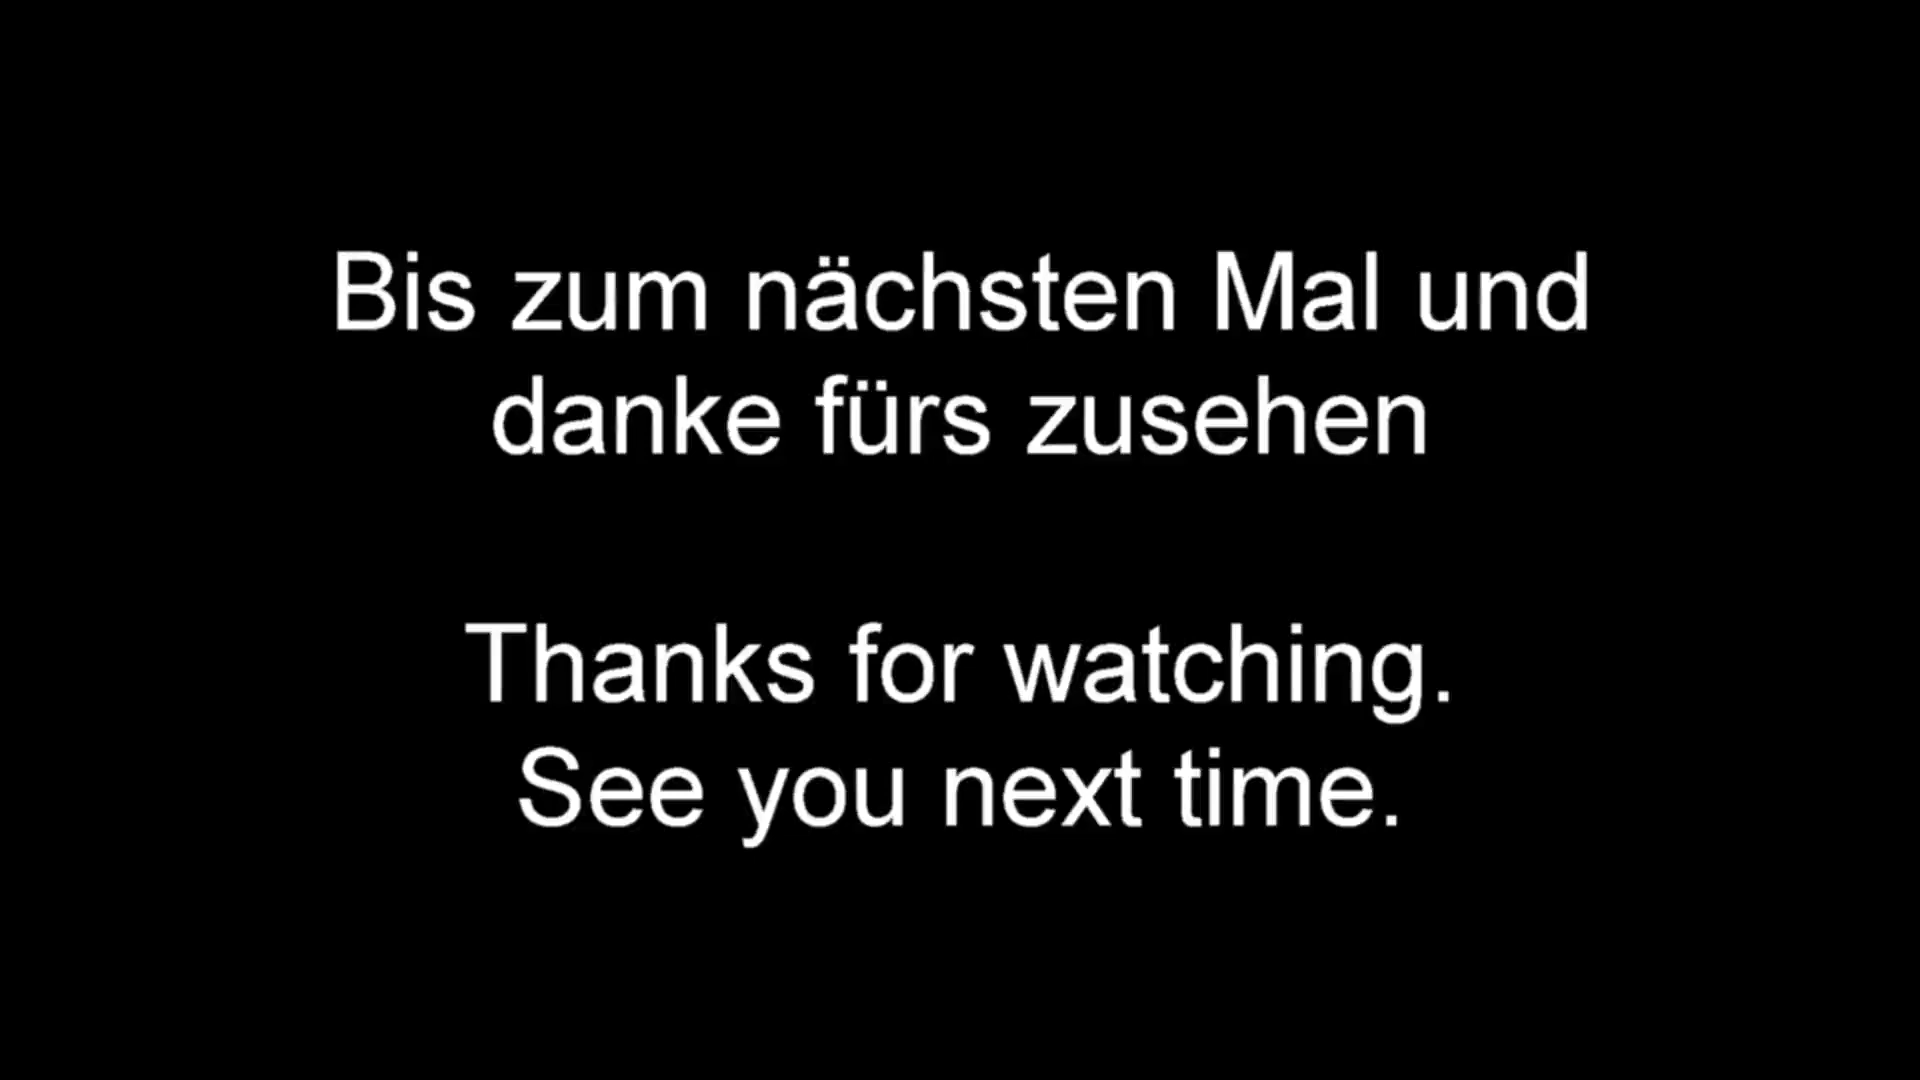 Bis zum nächsten Mal und
danke fürs zusehen
Thanks for watching.
See you next time.